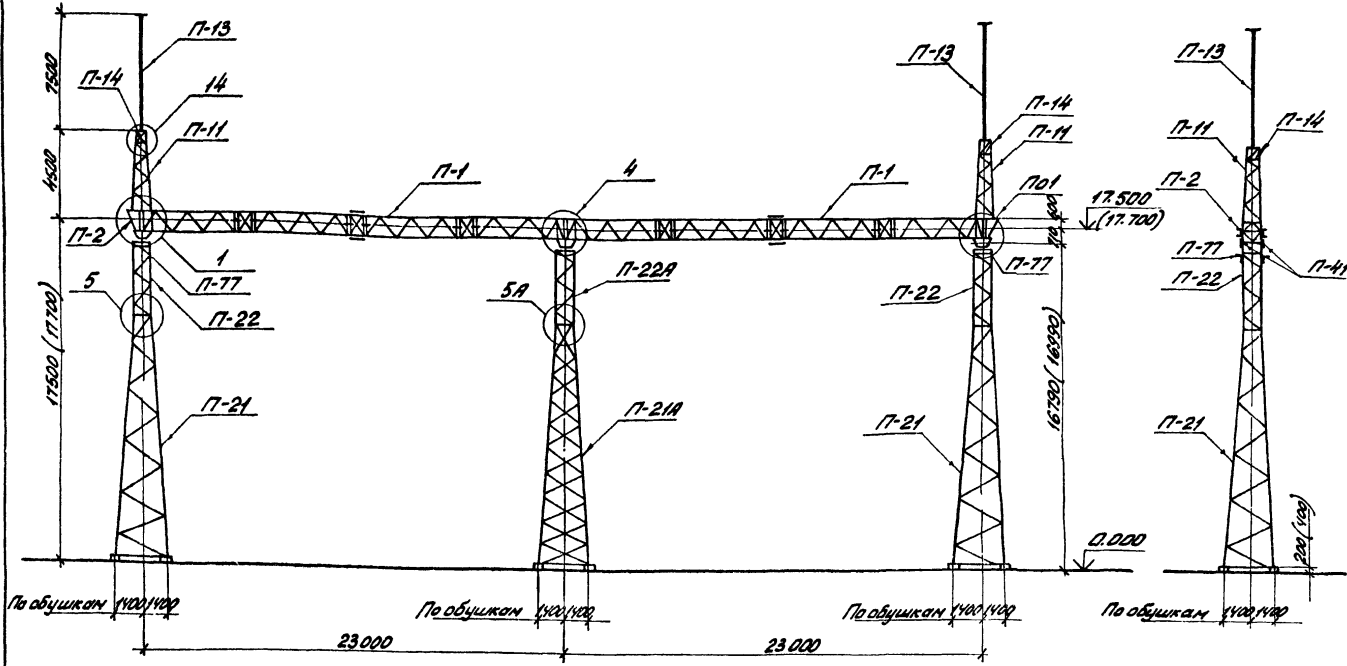 П-13
П-14
14
П-11
7500
4500
П-1
4
П-1
П-13
П-14
П-11
По1
17.500
(17.700)
600
710
П-2
1
П-77
П-22
5
5А
П-22А
П-22
П-77
17500 (17700)
16790 (16990)
П-21
П-21А
П-21
0.000
П-13
П-14
П-11
П-2
П-77
П-22
П-41
П-21
200 (400)
По обушкам 1400 1400
По обушкам 1400 1400
По обушкам 1400 1400
По обушкам 1400 1400
23000
23000